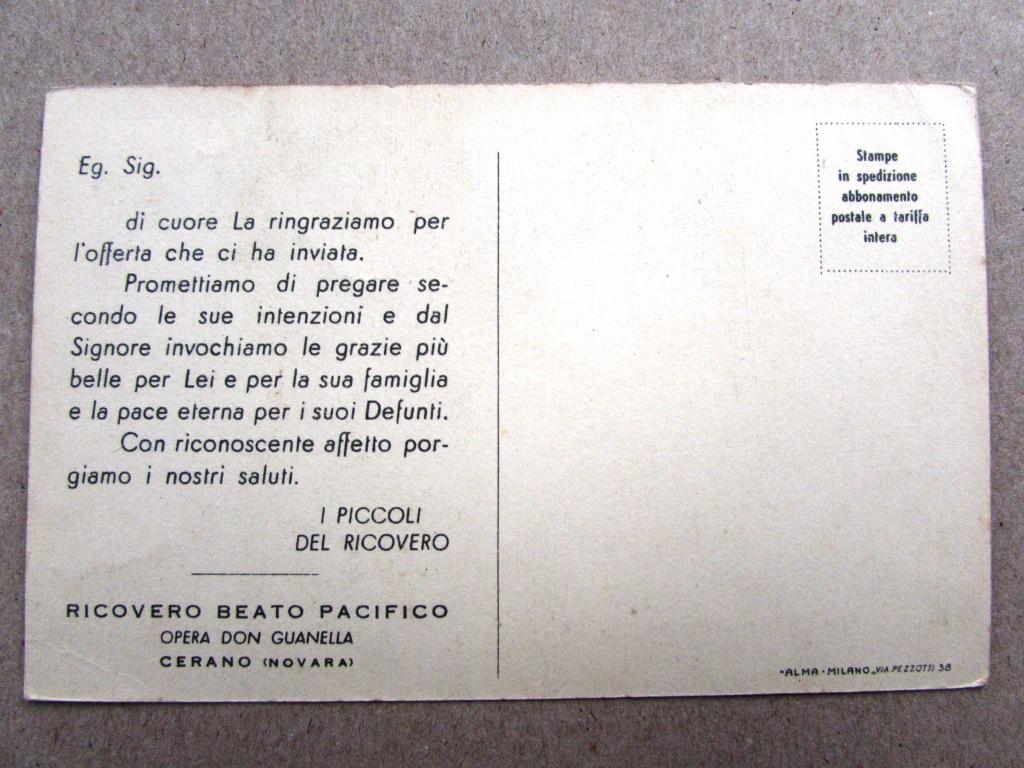 Eg. Sig.
di cuore La ringraziamo per
l'offerta che ci ha inviata.
Promettiamo di pregare se-
condo le sue intenzioni e dal
Signore invochiamo le grazie più
belle per Lei e per la sua famiglia
e la pace eterna per i suoi Defunti.
Con riconoscente affetto por-
giamo i nostri saluti.
I PICCOLI
DEL RICOVERO
RICOVERO BEATO PACIFICO
OPERA DON GUANELLA
CERANO (NOVARA)
Stampe
in spedizione
abbonamento
postale a tariffa
intera
"ALMA - MILANO„ VIA PEZZOTTI 38